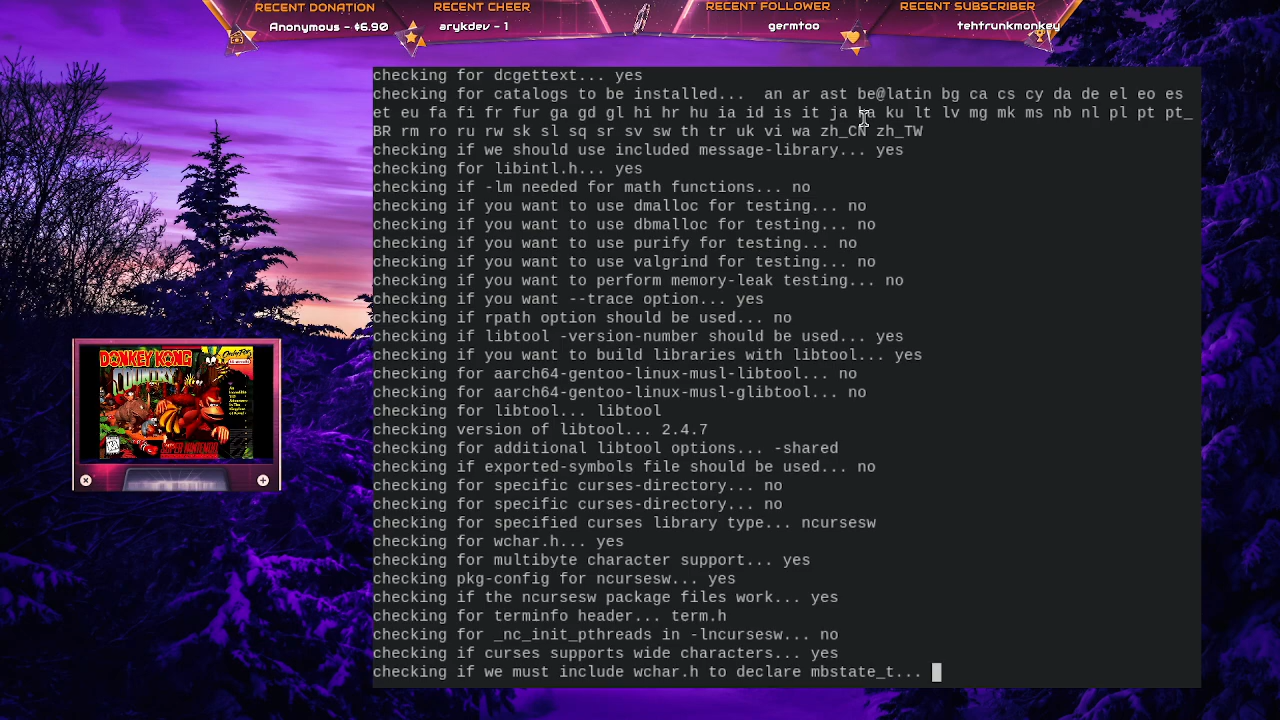 RECENT DONATION
Anonymous - $6.90
RECENT CHEER
arykdev - 1
RECENT FOLLOWER
germtoo
RECENT SUBSCRIBER
tehtrunkmonkey
checking for dcgettext... yes
checking for catalogs to be installed...  an ar ast be@latin bg ca cs cy da de el eo es
et eu fa fi fr fur ga gd gl hi hr hu ia id is it ja ka ku lt lv mg mk ms nb nl pl pt pt_
BR rm ro ru rw sk sl sq sr sv sw th tr uk vi wa zh_CN zh_TW
checking if we should use included message-library... yes
checking for libintl.h... yes
checking if -lm needed for math functions... no
checking if you want to use dmalloc for testing... no
checking if you want to use dbmalloc for testing... no
checking if you want to use purify for testing... no
checking if you want to use valgrind for testing... no
checking if you want to perform memory-leak testing... no
checking if you want --trace option... yes
checking if rpath option should be used... no
checking if libtool -version-number should be used... yes
checking if you want to build libraries with libtool... yes
checking for aarch64-gentoo-linux-musl-libtool... no
checking for aarch64-gentoo-linux-musl-glibtool... no
checking for libtool... libtool
checking version of libtool... 2.4.7
checking for additional libtool options... -shared
checking if exported-symbols file should be used... no
checking for specific curses-directory... no
checking for specific curses-directory... no
checking for specified curses library type... ncursesw
checking for wchar.h... yes
checking for multibyte character support... yes
checking pkg-config for ncursesw... yes
checking if the ncursesw package files work... yes
checking for terminfo header... term.h
checking for _nc_init_pthreads in -lncursesw... no
checking if curses supports wide characters... yes
checking if we must include wchar.h to declare mbstate_t...
DONKEY KONG
COUNTRY
SUPER NINTENDO